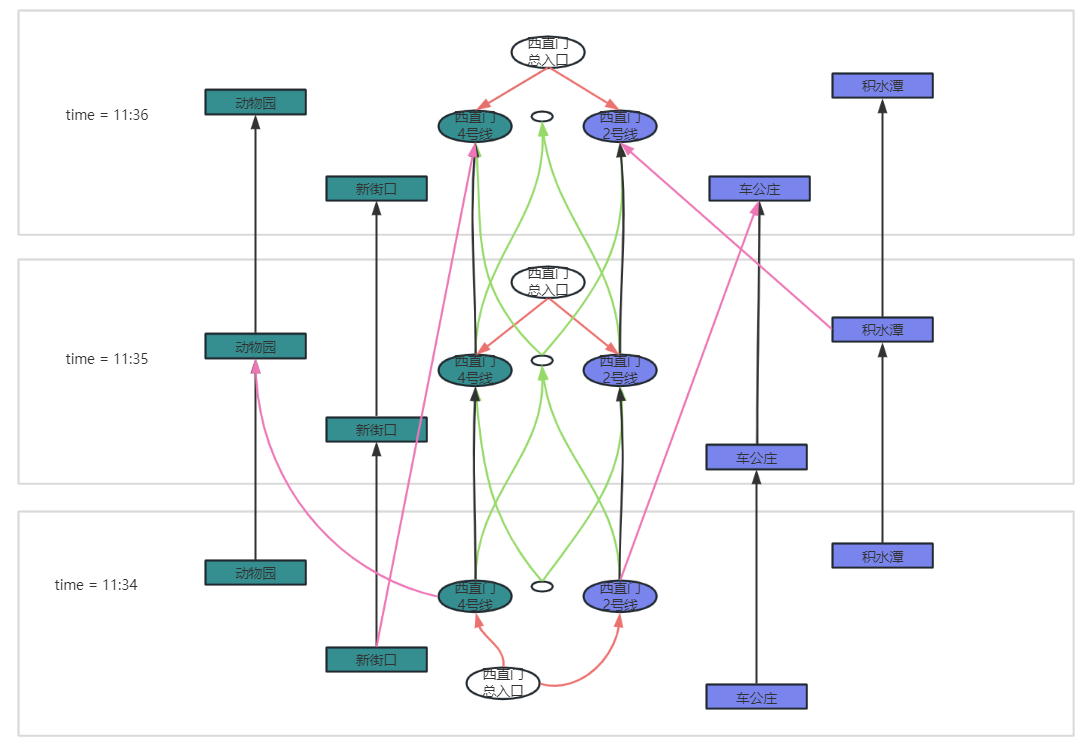 西直门
总入口
积水潭
动物园
time = 11:36
西直门
4号线
西直门
2号线
新街口
车公庄
西直门
总入口
积水潭
动物园
time = 11:35
西直门
4号线
西直门
2号线
新街口
车公庄
积水潭
动物园
time = 11:34
西直门
4号线
西直门
2号线
新街口
西直门
总入口
车公庄